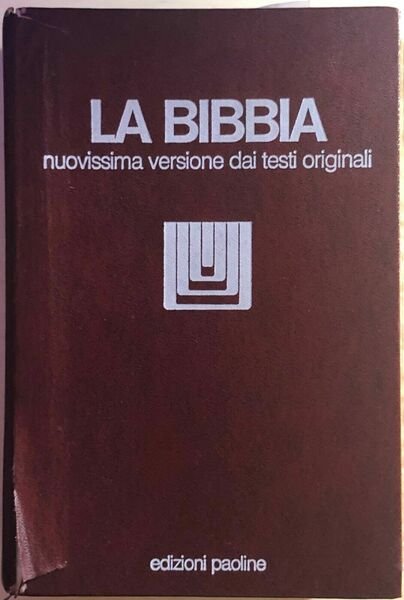 LA BIBBIA
nuovissima versione dai testi originali
edizioni paoline